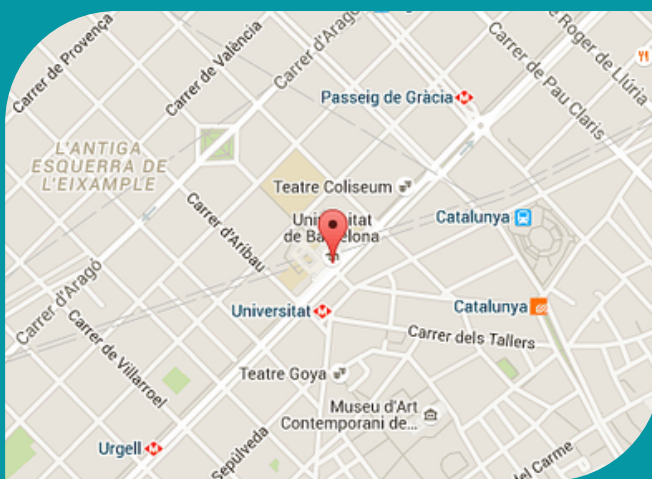 Carrer de Provença
Carrer de València
Carrer d'Aragó
Roger de Llúria
Carrer de Pau Claris
Passeig de Gràcia
L'ANTIGA
ESQUERRA DE
L'EIXAMPLE
Teatre Coliseum
Carrer d'Aribau
Universitat
de Barcelona
Catalunya
Carrer d'Aragó
Universitat
Catalunya
Carrer dels Tallers
Carrer de Villarroel
Teatre Goya
Museu d'Art
Contemporani de...
Urgell
Sepúlveda
del Carme